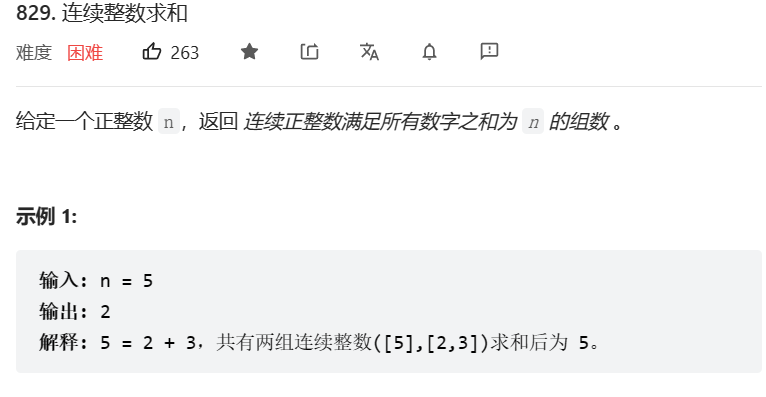 829. 连续整数求和
难度 困难 263
给定一个正整数 n，返回 连续正整数满足所有数字之和为 n 的组数 。
示例 1:
输入: n = 5
输出: 2
解释: 5 = 2 + 3，共有两组连续整数([5],[2,3])求和后为 5。